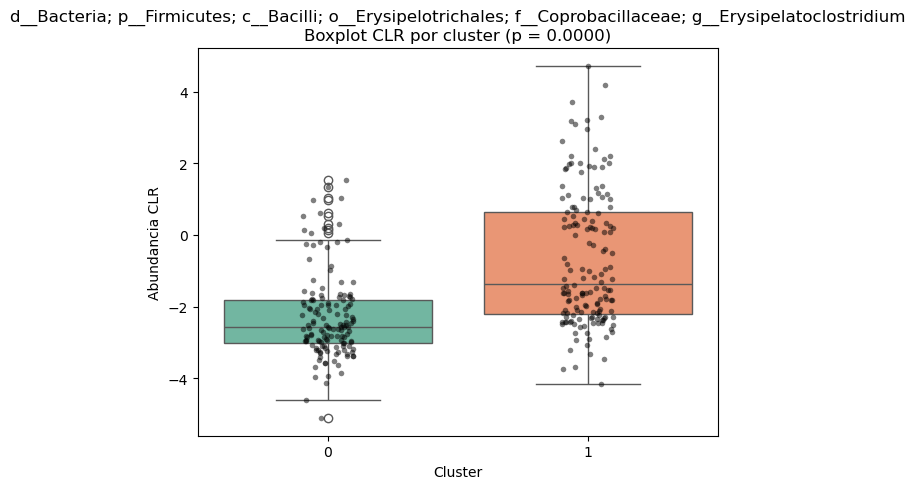 d__Bacteria; p__Firmicutes; c__Bacilli; o__Erysipelotrichales; f__Coprobacillaceae; g__Erysipelatoclostridium
Boxplot CLR por cluster (p = 0.0000)
Abundancia CLR
4
2
0
−2
−4
0
1
Cluster